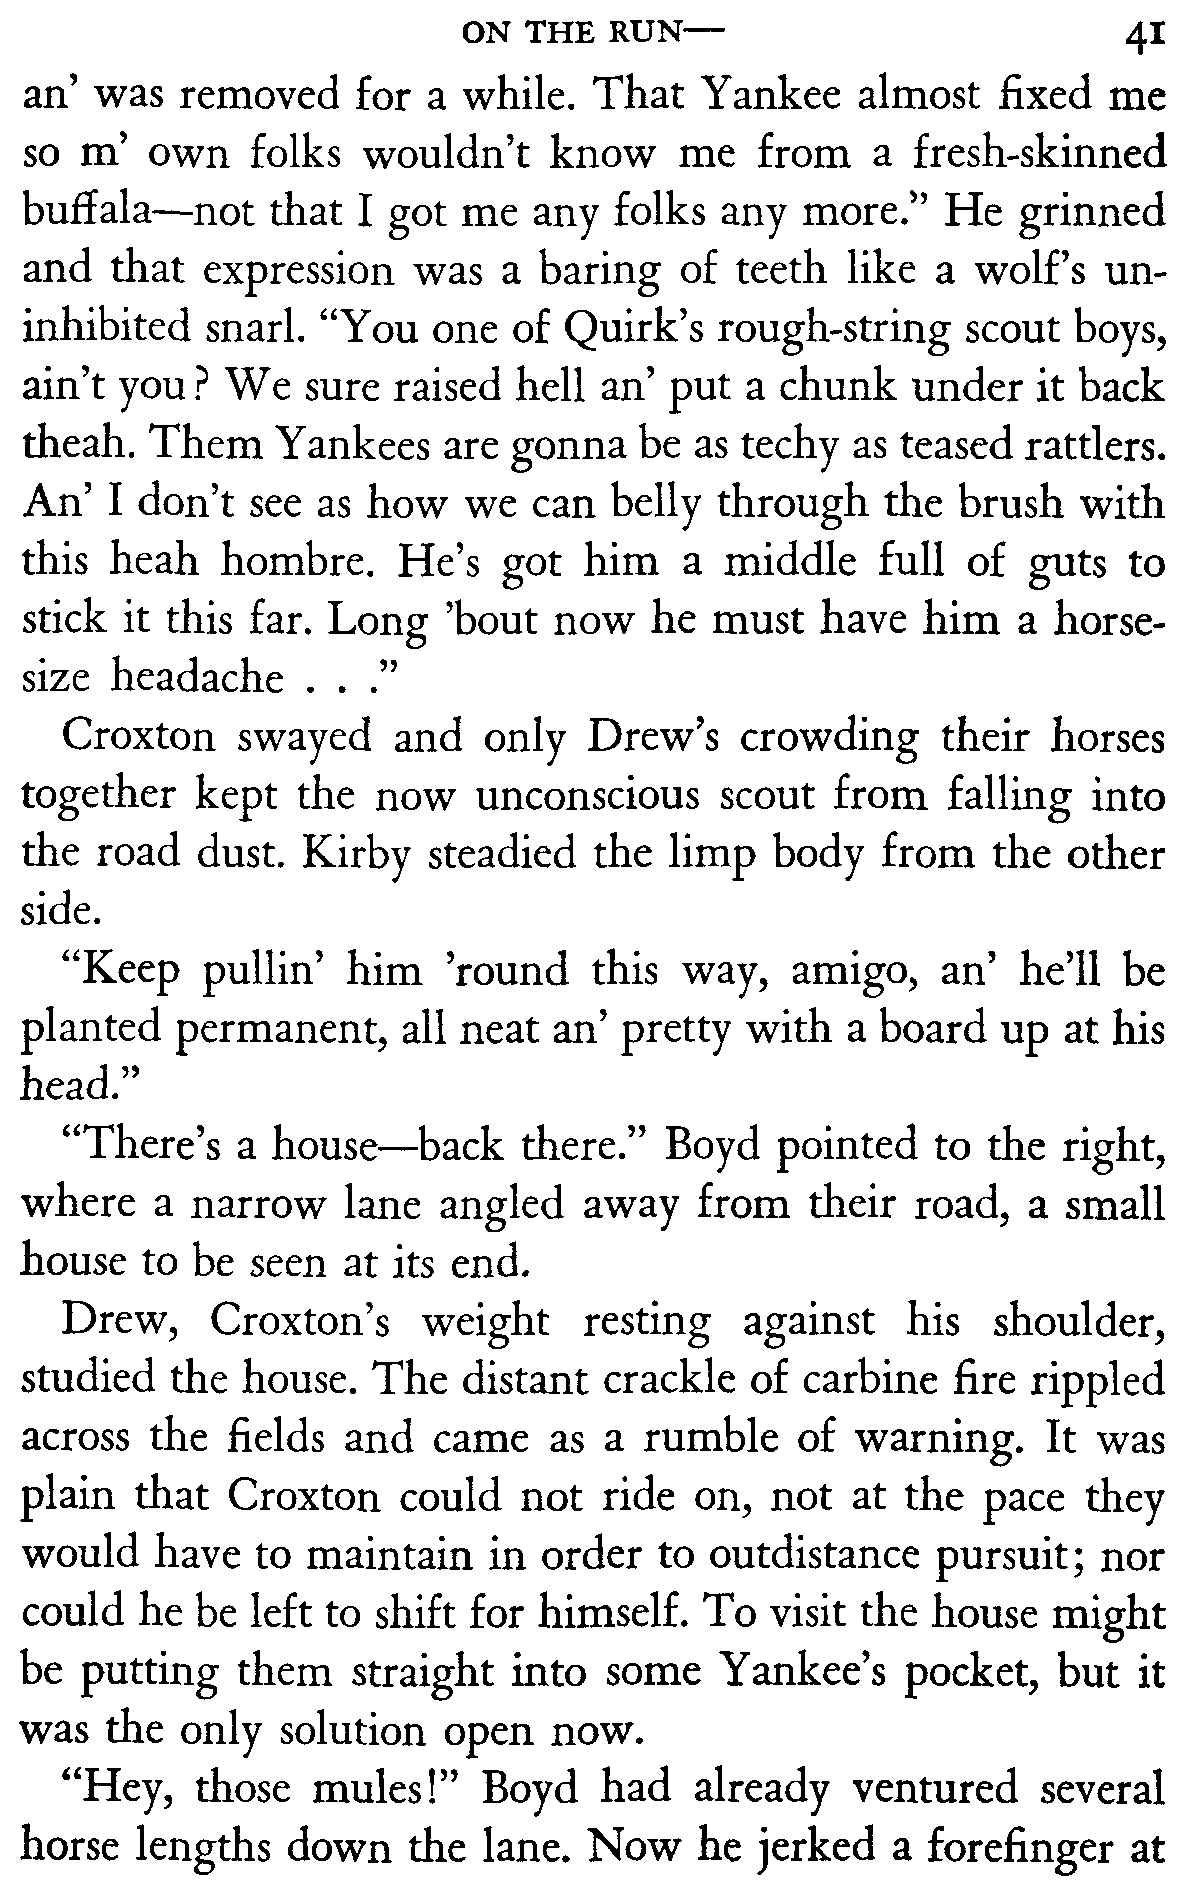 ON THE RUN— 41
an’ was removed for a while. That Yankee almost fixed me
so m’ own folks wouldn’t know me from a fresh-skinned
buffala—not that I got me any folks any more.” He grinned
and that expression was a baring of teeth like a wolf’s un-
inhibited snarl. “You one of Quirk’s rough-string scout boys,
ain’t you? We sure raised hell an’ put a chunk under it back
theah. Them Yankees are gonna be as techy as teased rattlers.
An’ I don’t see as how we can belly through the brush with
this heah hombre. He’s got him a middle full of guts to
stick it this far. Long ’bout now he must have him a horse-
size headache . . .”
Croxton swayed and only Drew’s crowding their horses
together kept the now unconscious scout from falling into
the road dust. Kirby steadied the limp body from the other
side.
“Keep pullin’ him ’round this way, amigo, an’ he’ll be
planted permanent, all neat an’ pretty with a board up at his
head.”
“There’s a house—back there.” Boyd pointed to the right,
where a narrow lane angled away from their road, a small
house to be seen at its end.
Drew, Croxton’s weight resting against his shoulder,
studied the house. The distant crackle of carbine fire rippled
across the fields and came as a rumble of warning. It was
plain that Croxton could not ride on, not at the pace they
would have to maintain in order to outdistance pursuit; nor
could he be left to shift for himself. To visit the house might
be putting them straight into some Yankee’s pocket, but it
was the only solution open now.
“Hey, those mules!” Boyd had already ventured several
horse lengths down the lane. Now he jerked a forefinger at